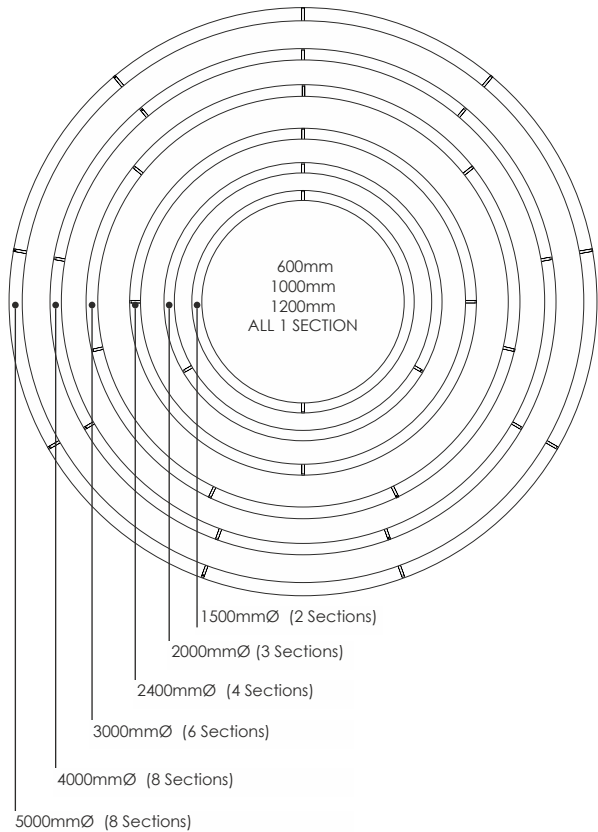 600mm
1000mm
1200mm
ALL 1 SECTION
1500mmØ (2 Sections)
2000mmØ (3 Sections)
2400mmØ (4 Sections)
3000mmØ (6 Sections)
4000mmØ (8 Sections)
5000mmØ (8 Sections)